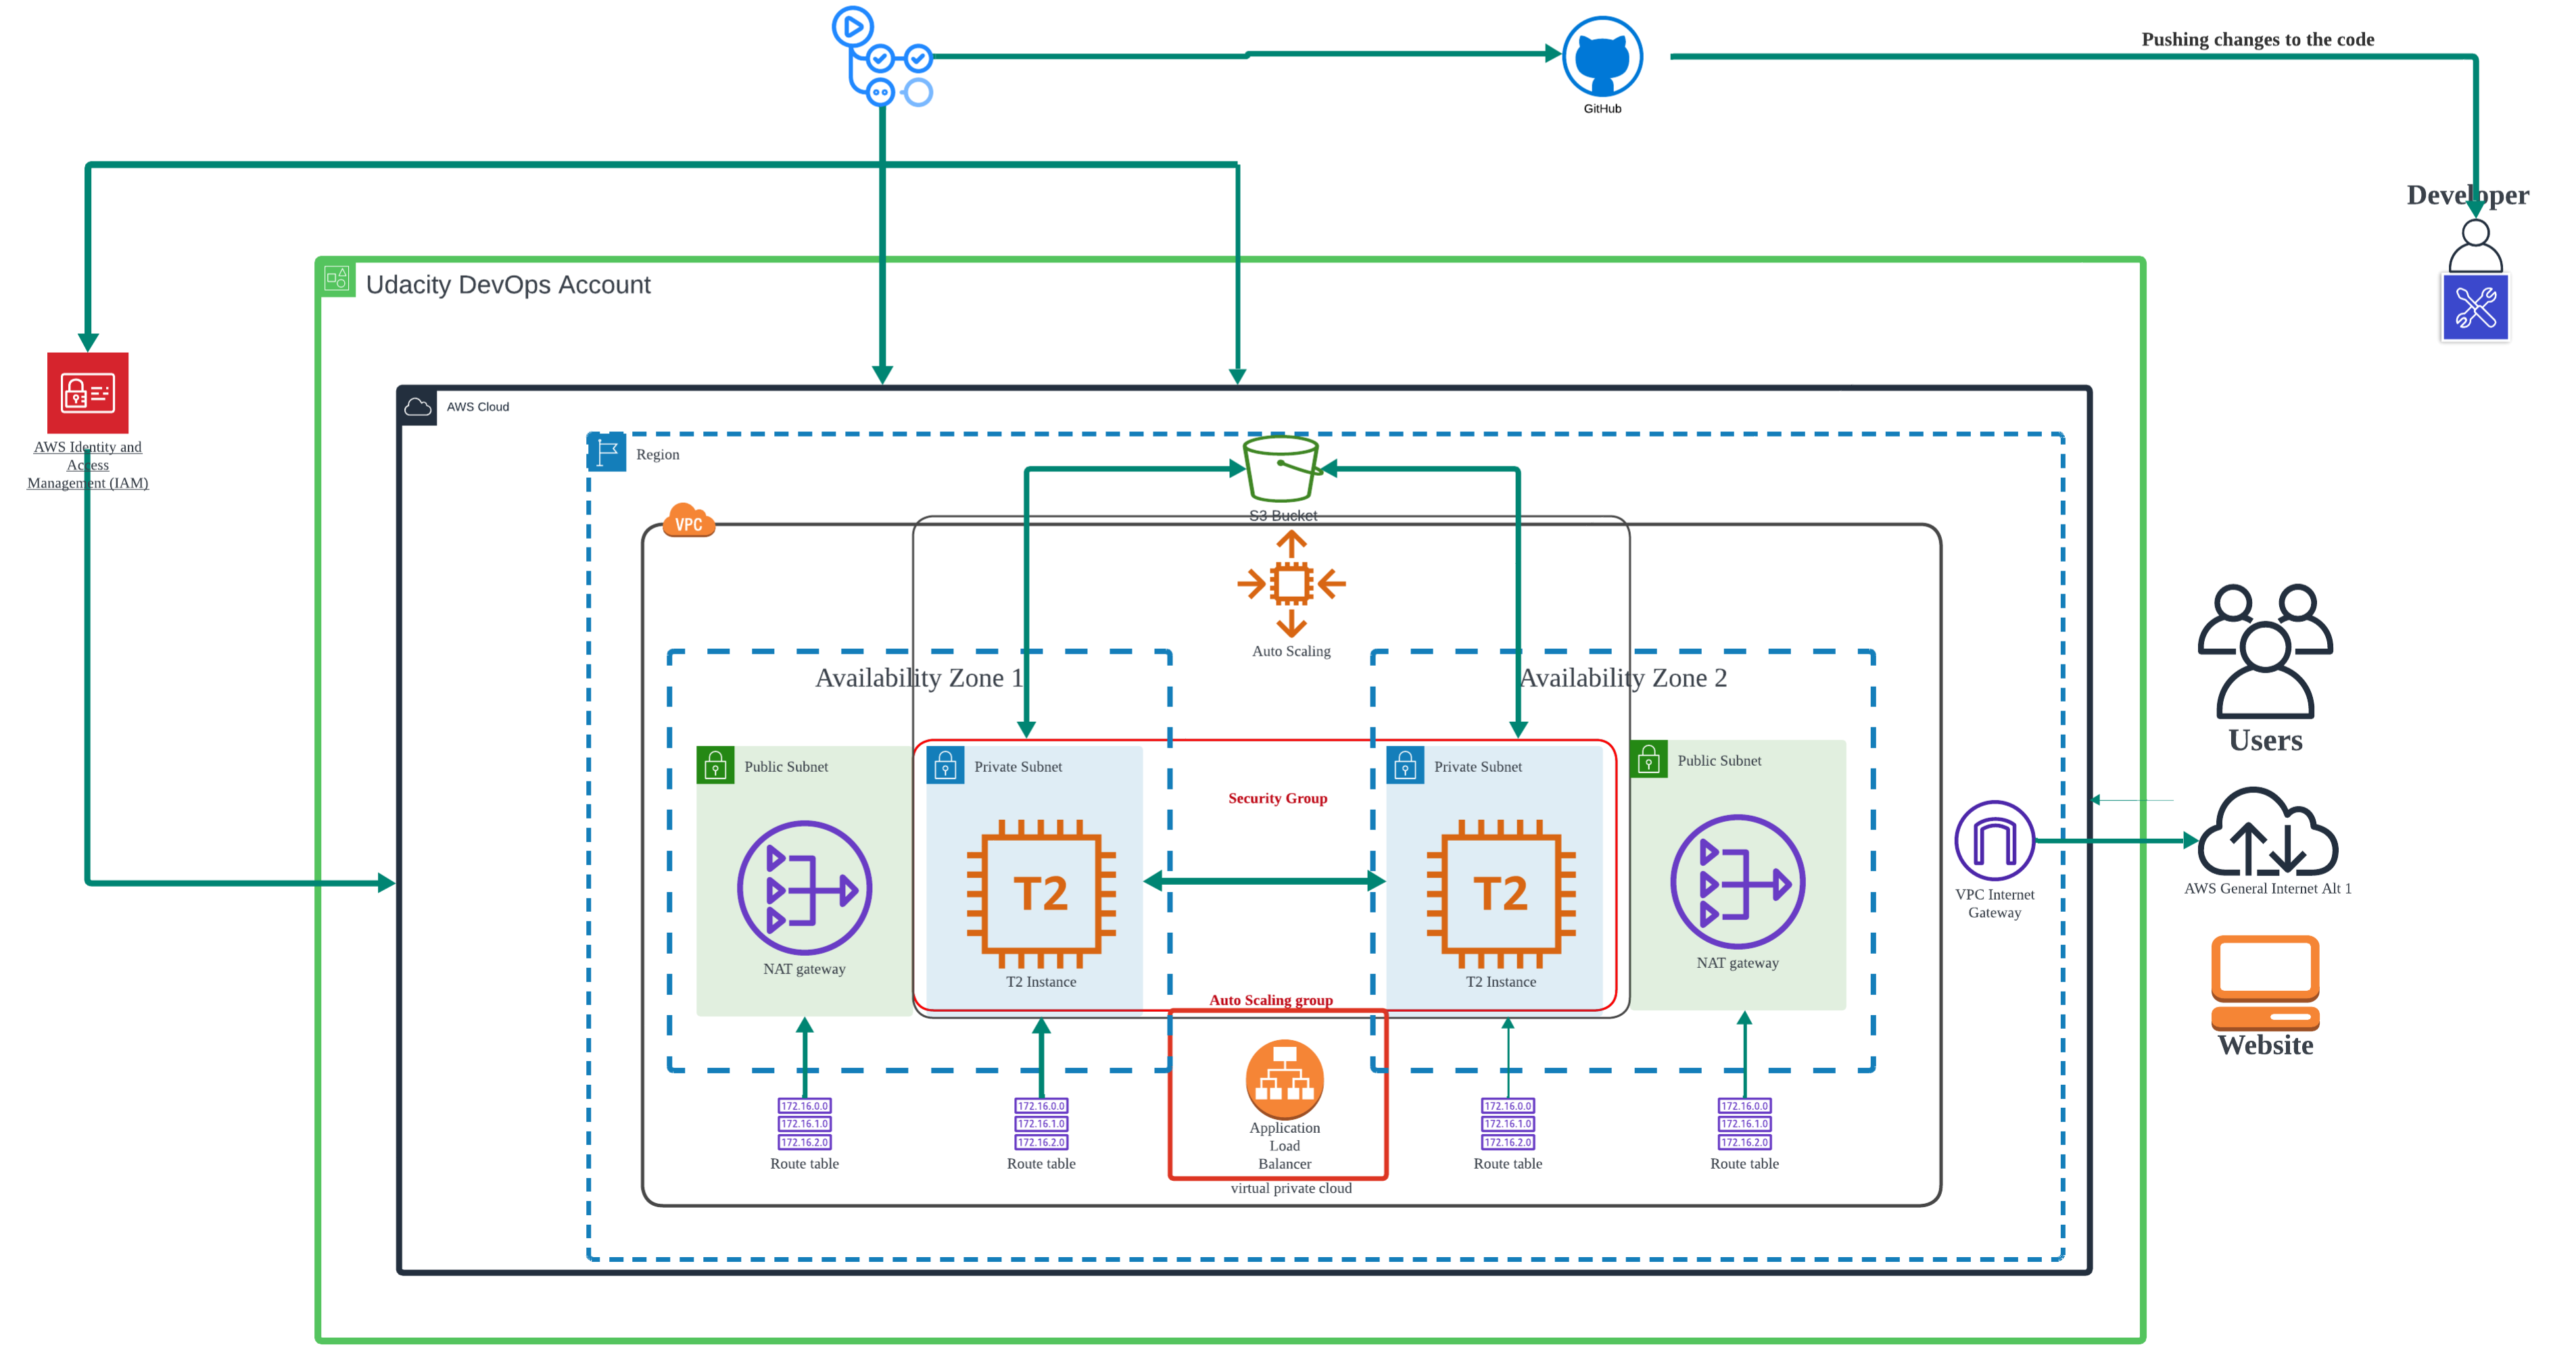 Pushing changes to the code
GitHub
Developer
Udacity DevOps Account
AWS Cloud
AWS Identity and
Access
Management (IAM)
Region
VPC
S3 Bucket
Auto Scaling
Availability Zone 1
Availability Zone 2
Public Subnet
Private Subnet
Private Subnet
Public Subnet
Security Group
Users
T2
T2
NAT gateway
T2 Instance
T2 Instance
NAT gateway
VPC Internet
Gateway
AWS General Internet Alt 1
Auto Scaling group
Website
172.16.0.0
172.16.1.0
172.16.2.0
Route table
172.16.0.0
172.16.1.0
172.16.2.0
Route table
Application
Load
Balancer
172.16.0.0
172.16.1.0
172.16.2.0
Route table
172.16.0.0
172.16.1.0
172.16.2.0
Route table
virtual private cloud